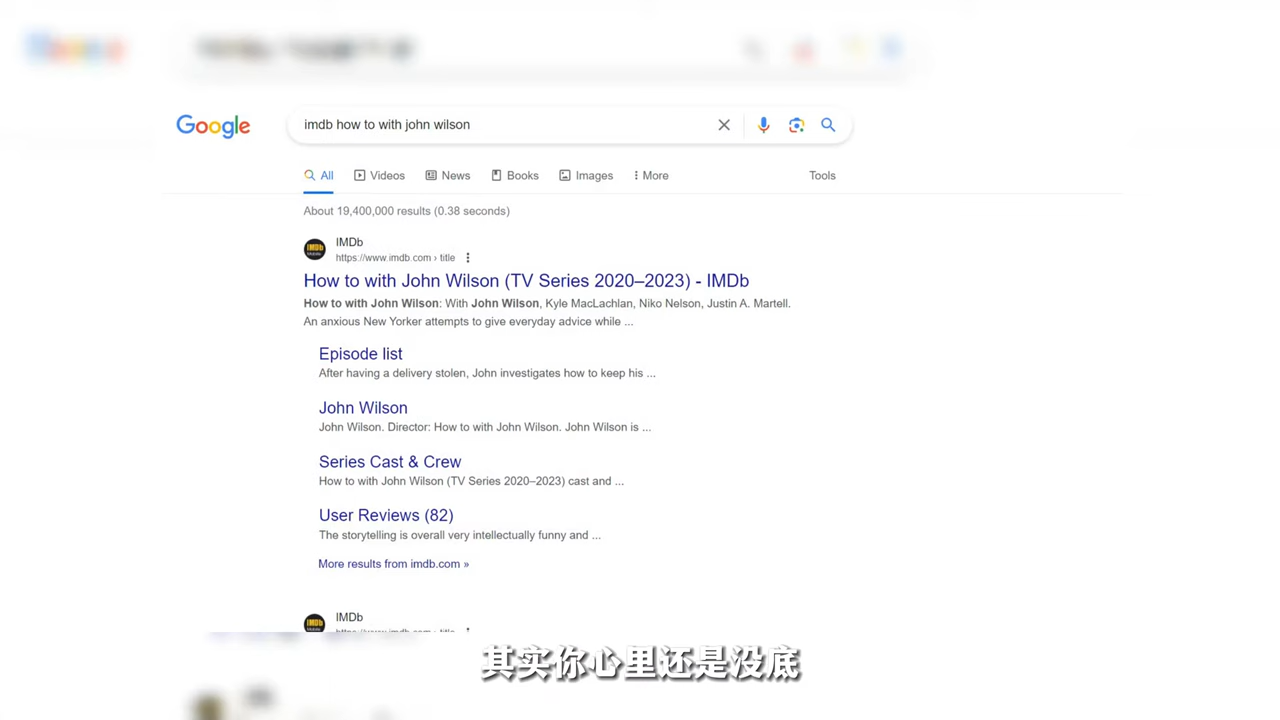 Google
imdb how to with john wilson
All Videos News Books Images More Tools
About 19,400,000 results (0.38 seconds)
IMDb
https://www.imdb.com › title
How to with John Wilson (TV Series 2020–2023) - IMDb
How to with John Wilson: With John Wilson, Kyle MacLachlan, Niko Nelson, Justin A. Martell.
An anxious New Yorker attempts to give everyday advice while ...
Episode list
After having a delivery stolen, John investigates how to keep his ...
John Wilson
John Wilson. Director: How to with John Wilson. John Wilson is ...
Series Cast & Crew
How to with John Wilson (TV Series 2020–2023) cast and ...
User Reviews (82)
The storytelling is overall very intellectually funny and ...
More results from imdb.com »
IMDb
https://www.imdb.com › title
其实你心里还是没底